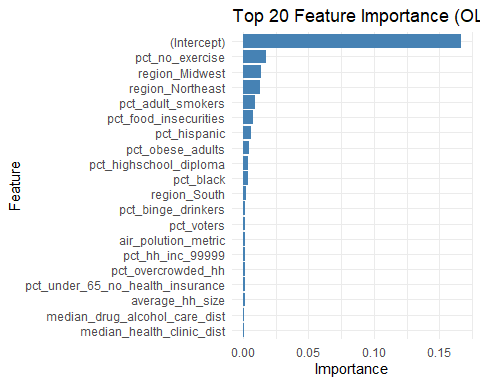 Top 20 Feature Importance (OL
(Intercept)
pct_no_exercise
region_Midwest
region_Northeast
pct_adult_smokers
pct_food_insecurities
pct_hispanic
pct_obese_adults
pct_highschool_diploma
pct_black
region_South
pct_binge_drinkers
pct_voters
air_polution_metric
pct_hh_inc_99999
pct_overcrowded_hh
pct_under_65_no_health_insurance
average_hh_size
median_drug_alcohol_care_dist
median_health_clinic_dist
Feature
0.00 0.05 0.10 0.15
Importance